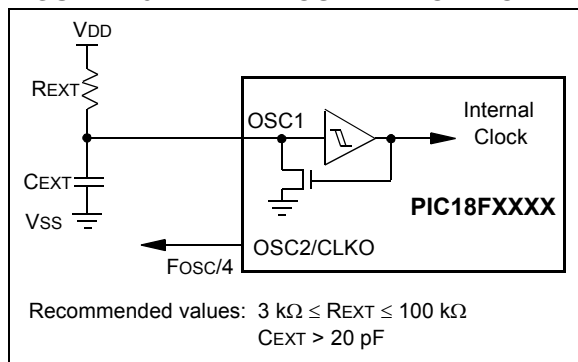 VDD
REXT
OSC1
Internal
Clock
CEXT
PIC18FXXXX
VSS
OSC2/CLKO
FOSC/4
Recommended values: 3 kΩ ≤ REXT ≤ 100 kΩ
CEXT > 20 pF